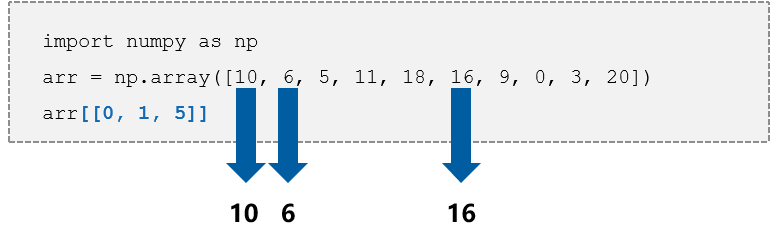 import numpy as np
arr = np.array([10, 6, 5, 11, 18, 16, 9, 0, 3, 20])
arr[[0, 1, 5]]
10 6 16